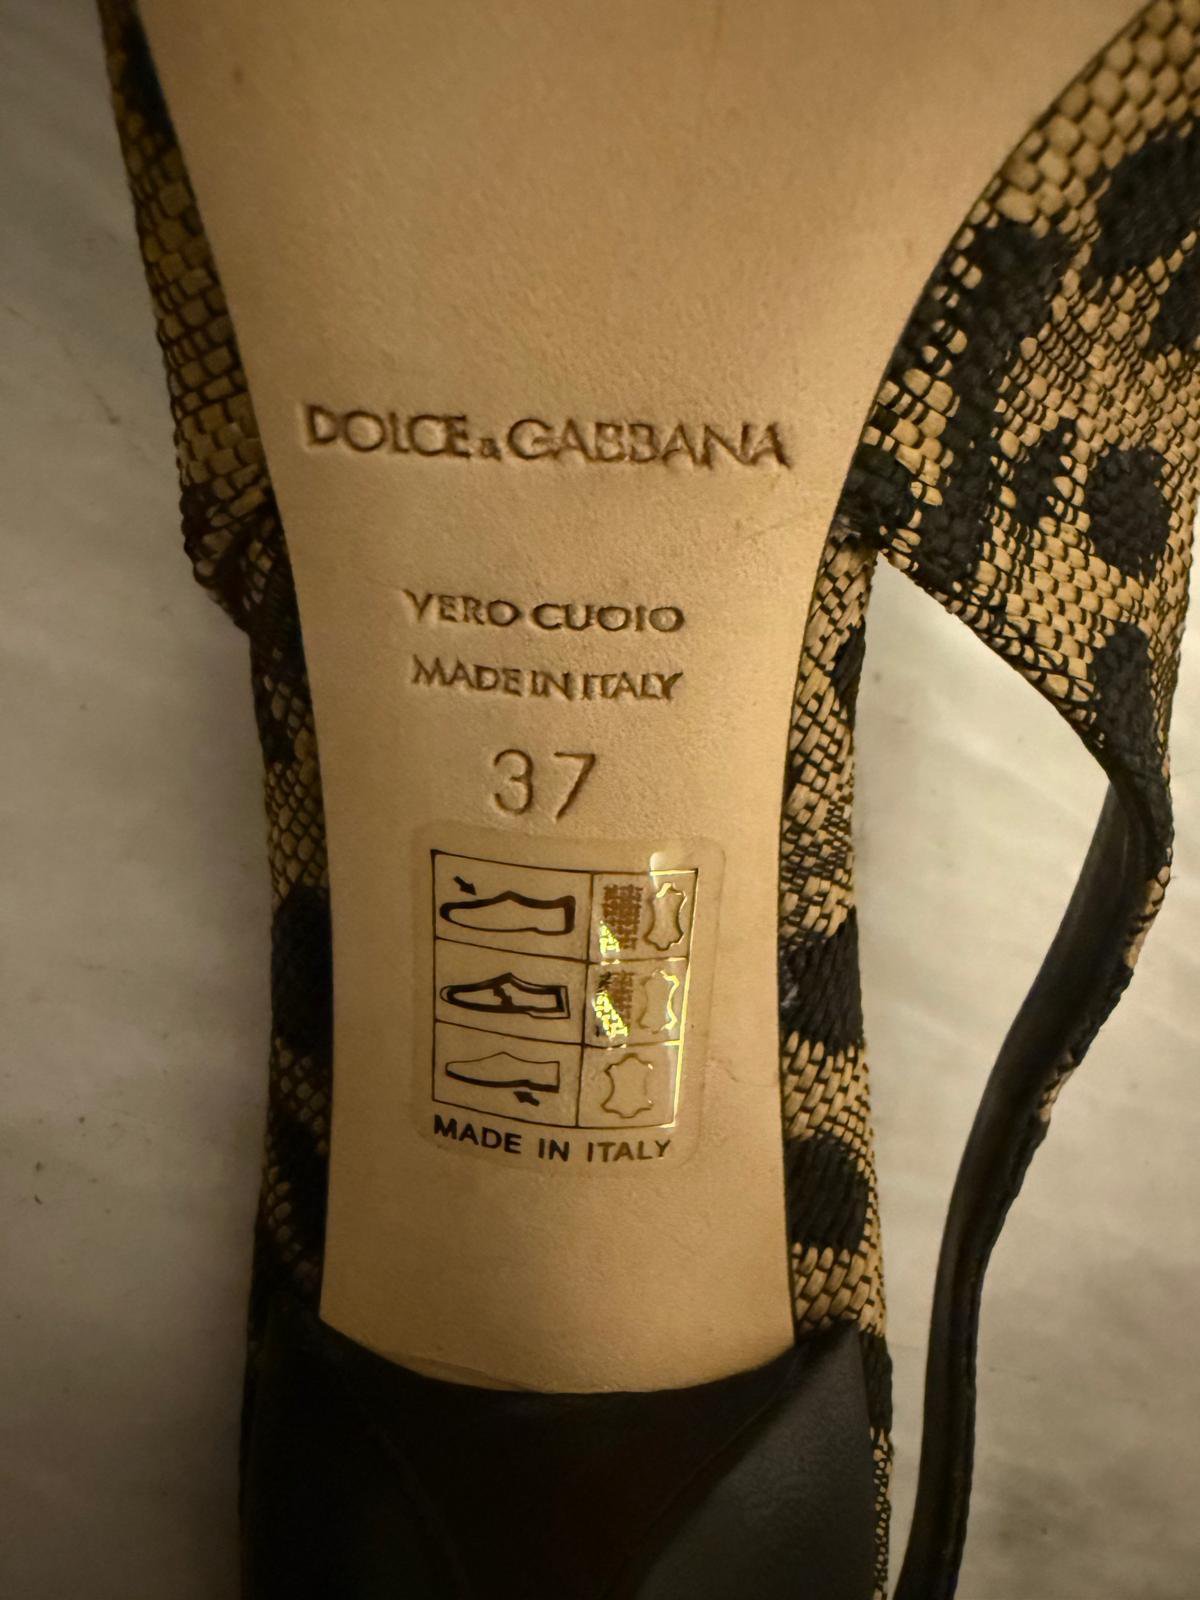 DOLCE & GABBANA
VERO CUOIO
MADE IN ITALY
37
MADE IN ITALY